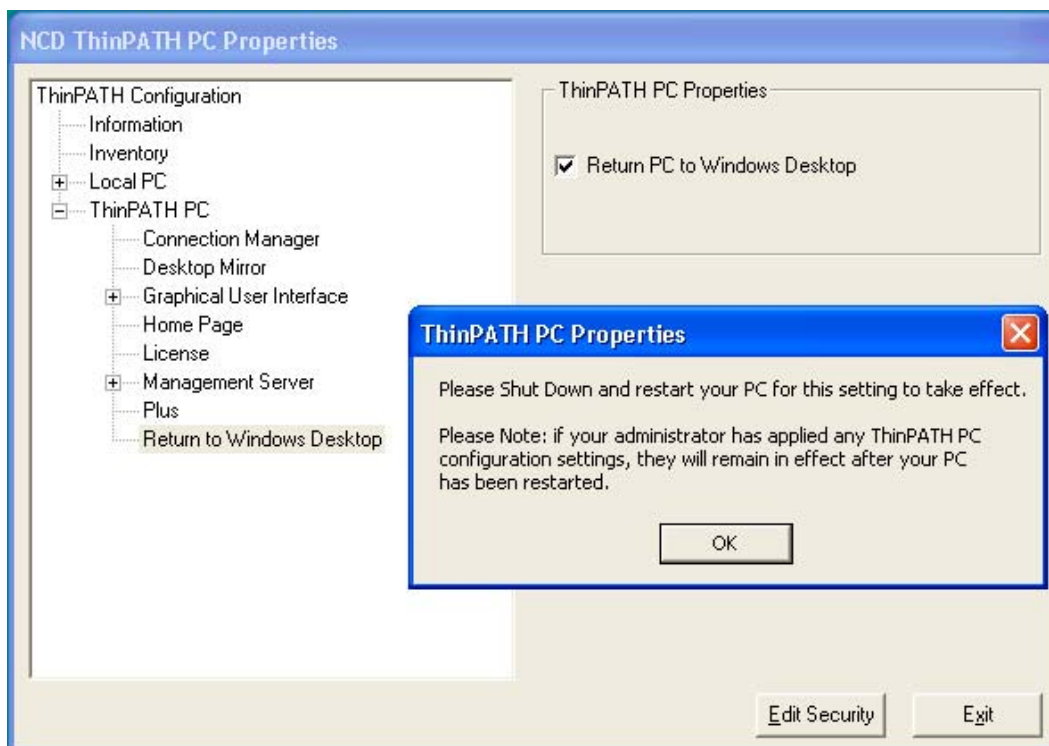 NCD ThinPATH PC Properties
ThinPATH Configuration
Information
Inventory
Local PC
ThinPATH PC
Connection Manager
Desktop Mirror
Graphical User Interface
Home Page
License
Management Server
Plus
Return to Windows Desktop
ThinPATH PC Properties
Return PC to Windows Desktop
ThinPATH PC Properties
Please Shut Down and restart your PC for this setting to take effect.
Please Note: if your administrator has applied any ThinPATH PC
configuration settings, they will remain in effect after your PC
has been restarted.
OK
Edit Security
Exit